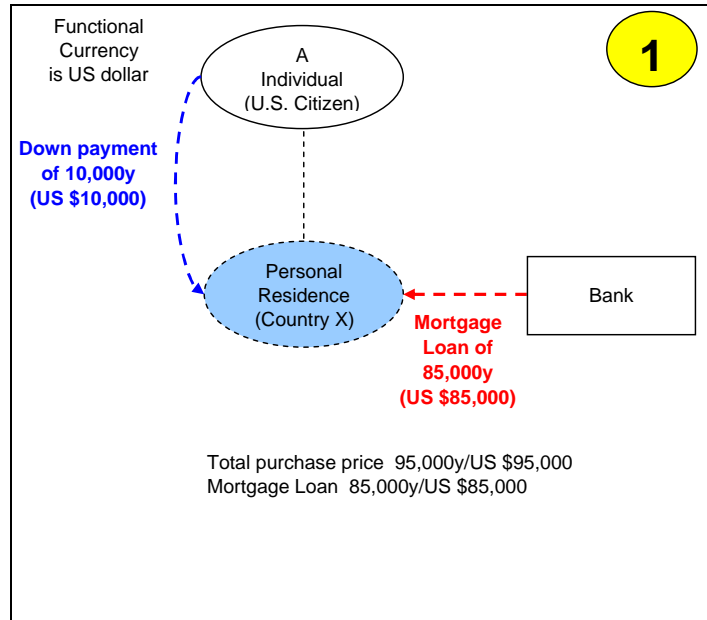 Functional
Currency
is US dollar
A
Individual
(U.S. Citizen)
1
Down payment
of 10,000y
(US $10,000)
Personal
Residence
(Country X)
Bank
Mortgage
Loan of
85,000y
(US $85,000)
Total purchase price 95,000y/US $95,000
Mortgage Loan 85,000y/US $85,000